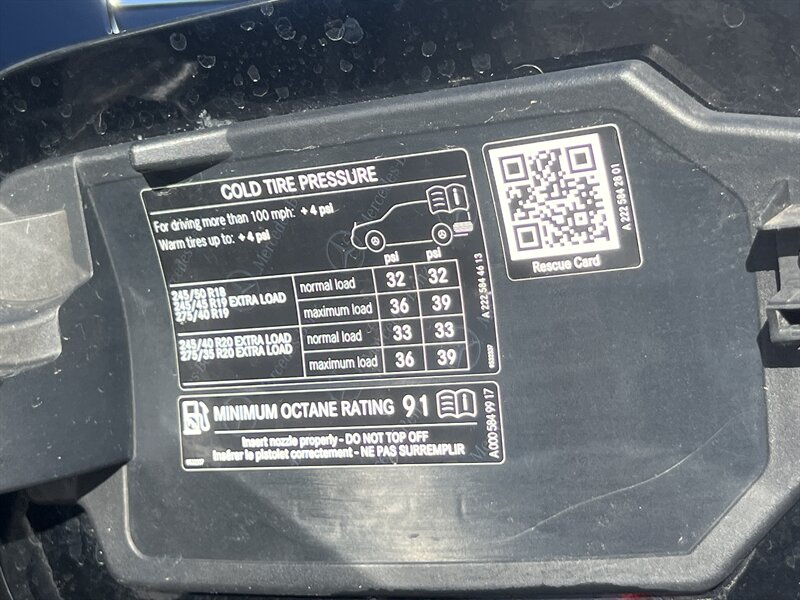 COLD TIRE PRESSURE
For driving more than 100 mph: + 4 psi
Warm tires up to: + 4 psi
psi psi
245/50 R18
245/45 R19 EXTRA LOAD
275/40 R19
normal load 32 32
maximum load 36 39
245/40 R20 EXTRA LOAD
275/35 R20 EXTRA LOAD
normal load 33 33
maximum load 36 39
A 222 584 46 13
Rescue Card
A 222 584 28 01
MINIMUM OCTANE RATING 91
Insert nozzle properly - DO NOT TOP OFF
Insérer le pistolet correctement - NE PAS SURREMPLIR
A 000 584 99 17